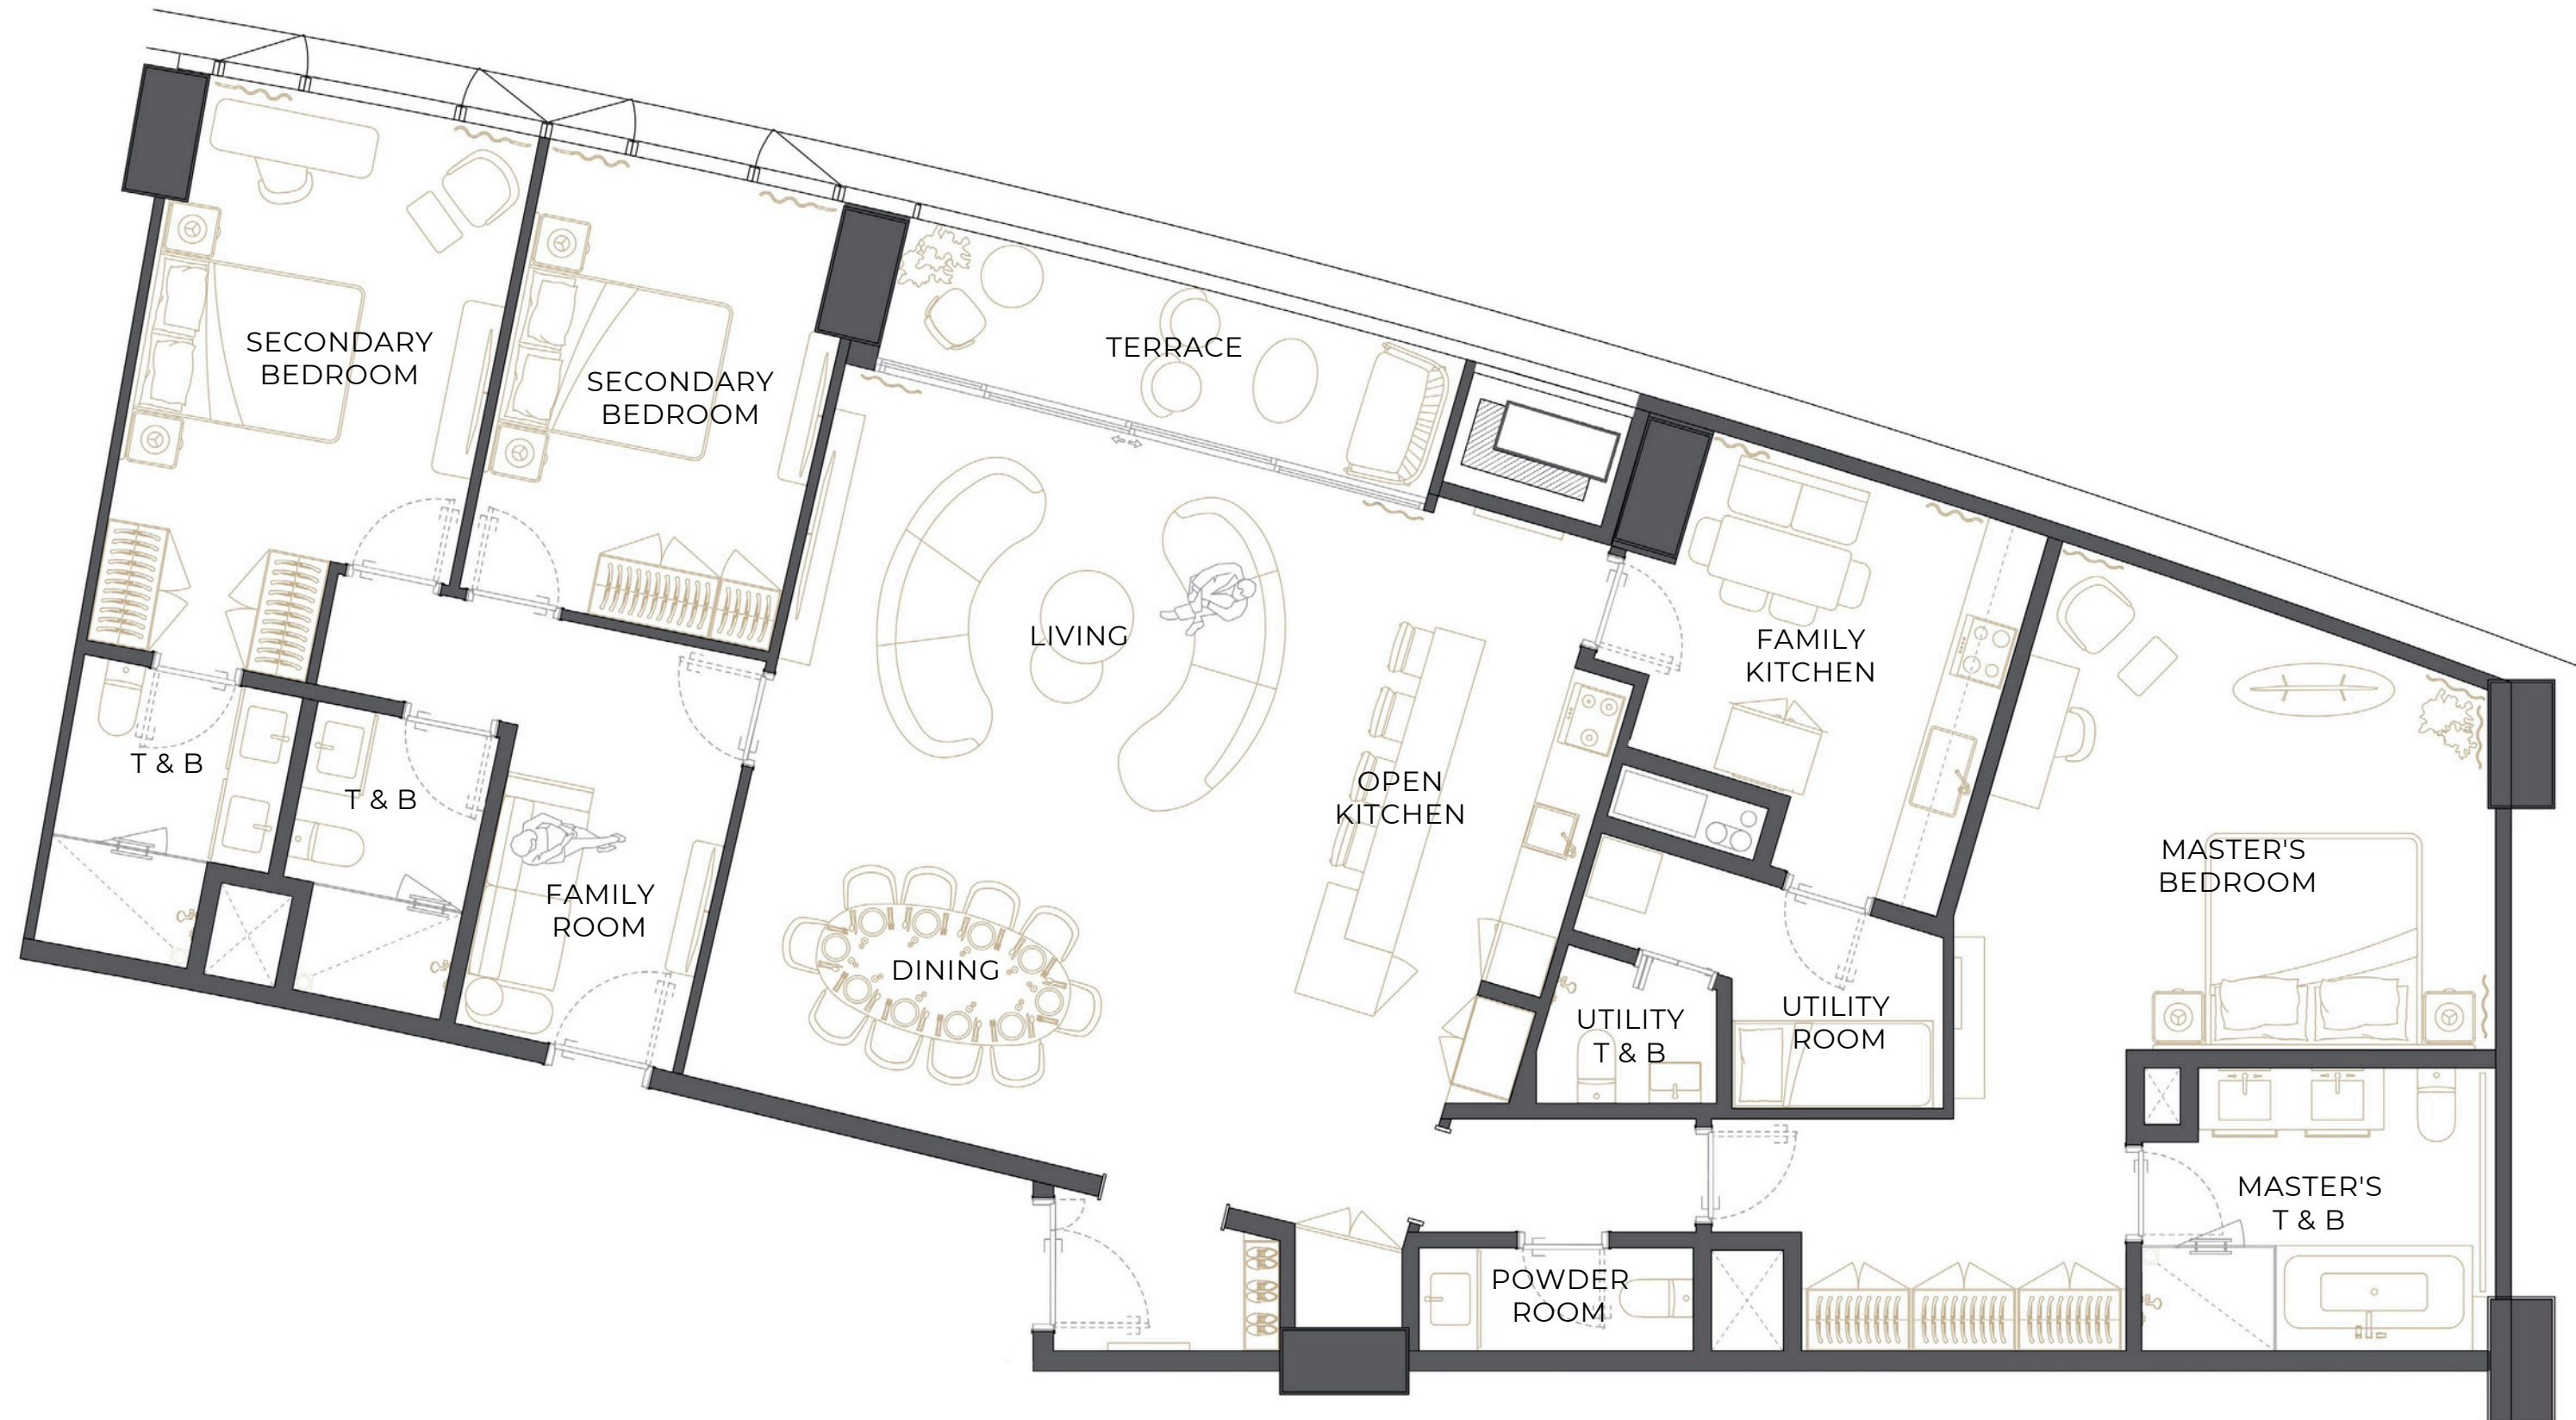 SECONDARY
BEDROOM
SECONDARY
BEDROOM
TERRACE
LIVING
FAMILY
KITCHEN
T & B
T & B
OPEN
KITCHEN
MASTER'S
BEDROOM
FAMILY
ROOM
DINING
UTILITY
T & B
UTILITY
ROOM
MASTER'S
T & B
POWDER
ROOM